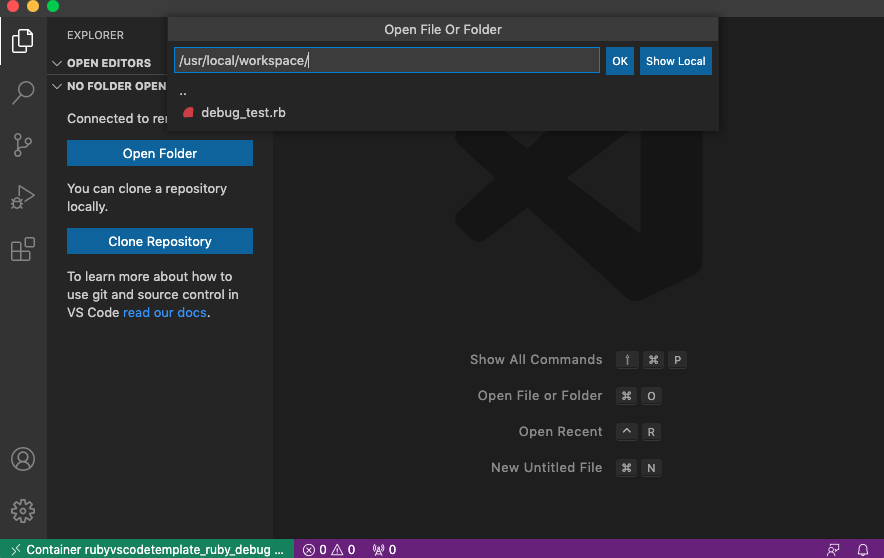 Open File Or Folder
/usr/local/workspace/
OK
Show Local
..
debug_test.rb
EXPLORER
OPEN EDITORS
NO FOLDER OPEN
Connected to
Open Folder
You can clone a repository
locally.
Clone Repository
To learn more about how to
use git and source control in
VS Code read our docs.
Show All Commands ⇧ ⌘ P
Open File or Folder ⌘ O
Open Recent ^ R
New Untitled File ⌘ N
Container rubyvscodetemplate_ruby_debug ...
0 0 0